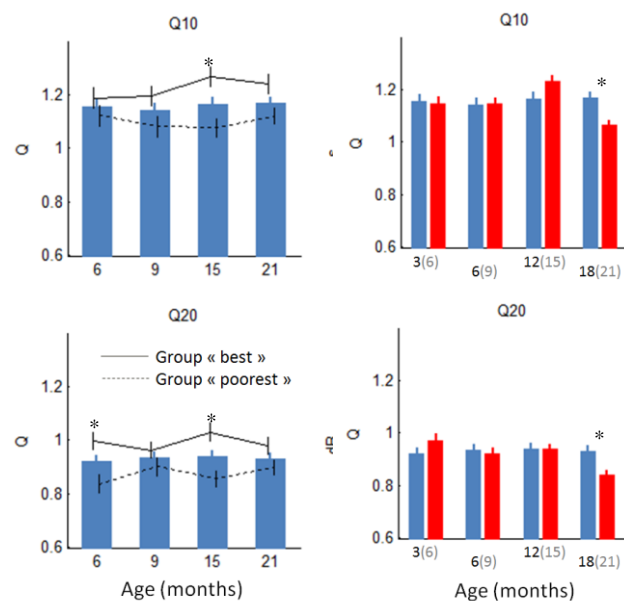 Q10
*
1.2
1
0.8
0.6
Q
6
9
15
21
Q10
*
1.2
1
0.8
0.6
Q
3(6)
6(9)
12(15)
18(21)
Q20
Group « best »
Group « poorest »
*
*
1.2
1
0.8
0.6
Q
6
9
15
21
Age (months)
Q20
*
1.2
1
0.8
0.6
dB
Q
3(6)
6(9)
12(15)
18(21)
Age (months)